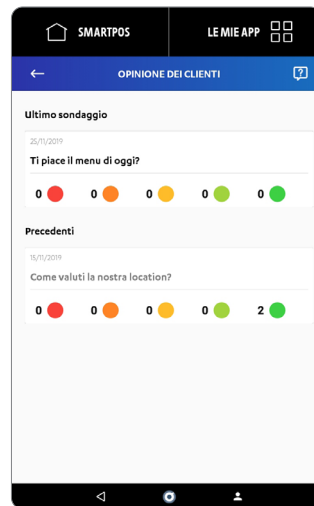 SMARTPOS
LE MIE APP
OPINIONE DEI CLIENTI
Ultimo sondaggio
25/11/2019
Ti piace il menu di oggi?
0 0 0 0 0
Precedenti
15/11/2019
Come valuti la nostra location?
0 0 0 0 2